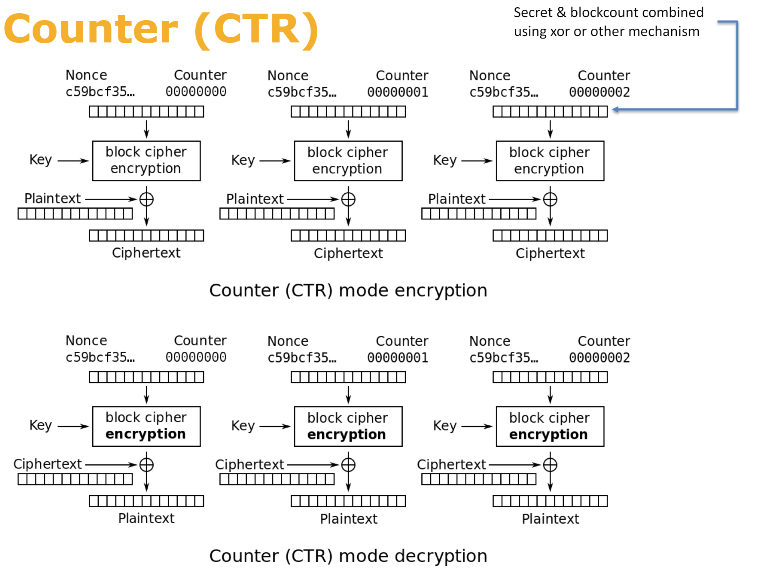 Counter (CTR)
Secret & blockcount combined
using xor or other mechanism
Nonce Counter Nonce Counter Nonce Counter
c59bcf35… 00000000 c59bcf35… 00000001 c59bcf35… 00000002
block cipher block cipher block cipher
Key Key Key
encryption encryption encryption
Plaintext Plaintext Plaintext
Ciphertext Ciphertext Ciphertext
Counter (CTR) mode encryption
Nonce Counter Nonce Counter Nonce Counter
c59bcf35… 00000000 c59bcf35… 00000001 c59bcf35… 00000002
block cipher block cipher block cipher
Key Key Key
encryption encryption encryption
Ciphertext Ciphertext Ciphertext
Plaintext Plaintext Plaintext
Counter (CTR) mode decryption